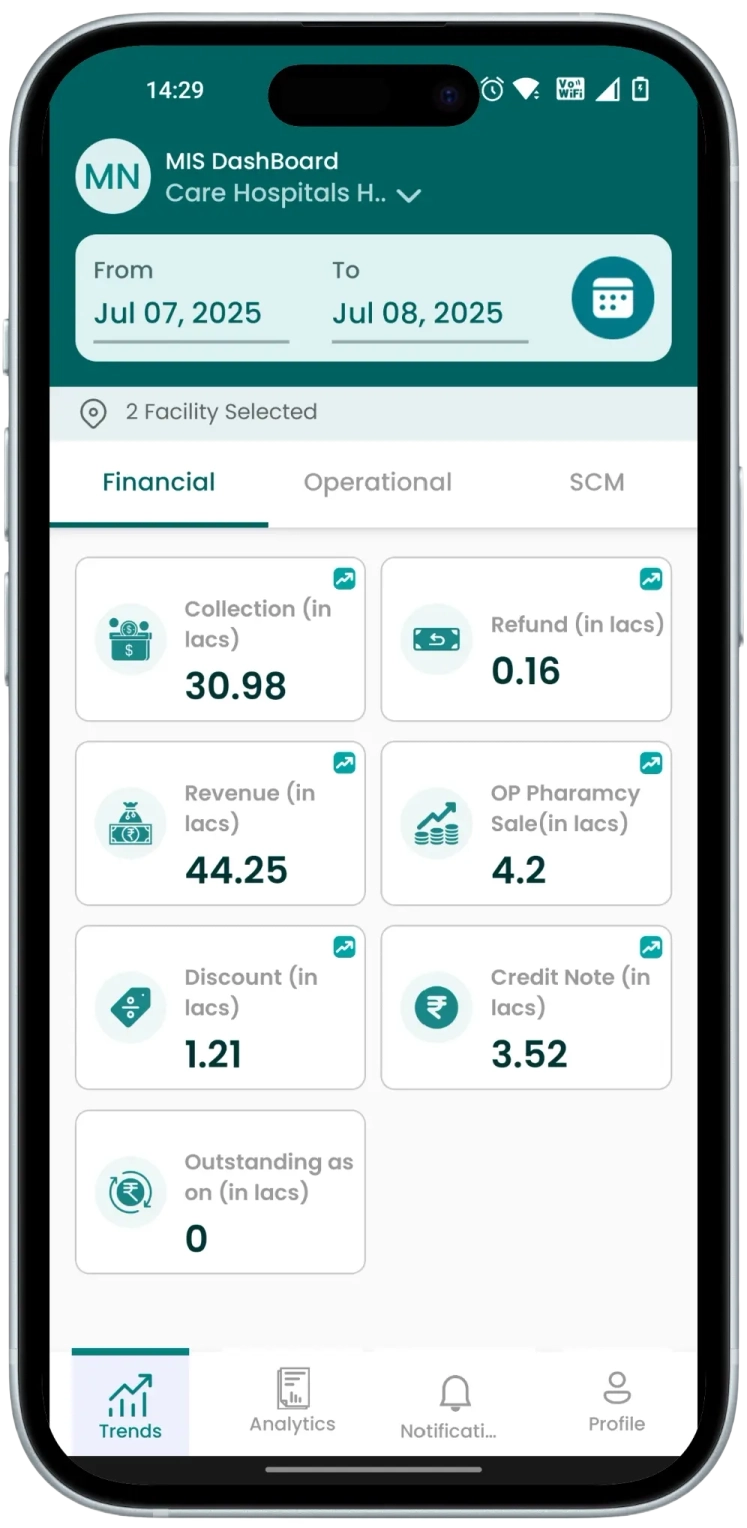 14:29
Vo))
WiFi
MN
MIS DashBoard
Care Hospitals H..
From
To
Jul 07, 2025
Jul 08, 2025
2 Facility Selected
Financial
Operational
SCM
Collection (in
lacs)
30.98
Refund (in lacs)
0.16
Revenue (in
lacs)
44.25
OP Pharamcy
Sale(in lacs)
4.2
Discount (in
lacs)
1.21
Credit Note (in
lacs)
3.52
Outstanding as
on (in lacs)
0
Trends
Analytics
Notificati...
Profile